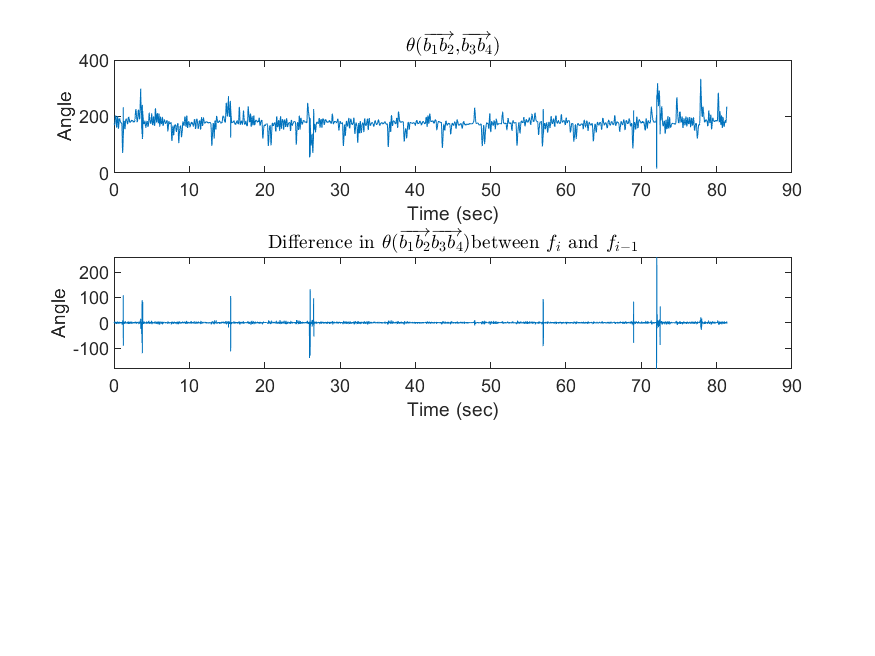 θ(b₁b₂→,b₃b₄→)
400
200
0
Angle
0 10 20 30 40 50 60 70 80 90
Time (sec)
Difference in θ(b₁b₂→b₃b₄→)between fᵢ and fᵢ₋₁
200
100
0
-100
Angle
0 10 20 30 40 50 60 70 80 90
Time (sec)